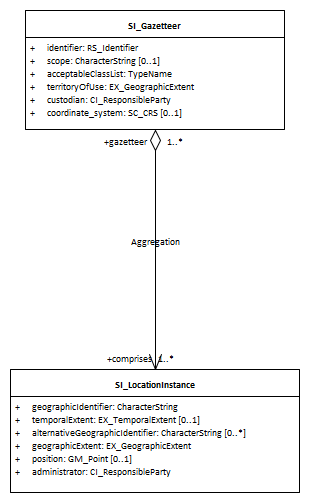 SI_Gazetteer
+ identifier: RS_Identifier
+ scope: CharacterString [0..1]
+ acceptableClassList: TypeName
+ territoryOfUse: EX_GeographicExtent
+ custodian: CI_ResponsibleParty
+ coordinate_system: SC_CRS [0..1]
+gazetteer 1..*
Aggregation
+comprises 1..*
SI_LocationInstance
+ geographicIdentifier: CharacterString
+ temporalExtent: EX_TemporalExtent [0..1]
+ alternativeGeographicIdentifier: CharacterString [0..*]
+ geographicExtent: EX_GeographicExtent
+ position: GM_Point [0..1]
+ administrator: CI_ResponsibleParty